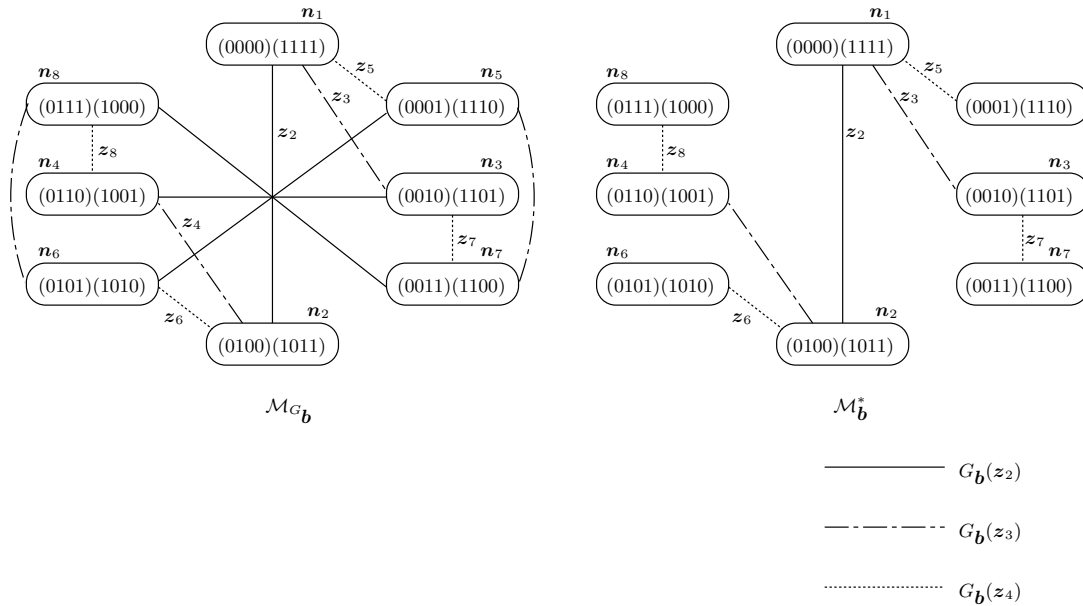 n₁
(0000)(1111)
z₅
n₈
(0111)(1000)
z₃
n₅
(0001)(1110)
z₂
z₈
n₄
(0110)(1001)
n₃
(0010)(1101)
z₄
z₇
n₆
(0101)(1010)
n₇
(0011)(1100)
z₆
n₂
(0100)(1011)
ℳ_{G_b}
n₁
(0000)(1111)
z₅
n₈
(0111)(1000)
z₃
(0001)(1110)
z₂
z₈
n₄
(0110)(1001)
n₃
(0010)(1101)
z₇
n₆
(0101)(1010)
n₇
(0011)(1100)
z₆
n₂
(0100)(1011)
ℳ*_b
G_b(z₂)
G_b(z₃)
G_b(z₄)